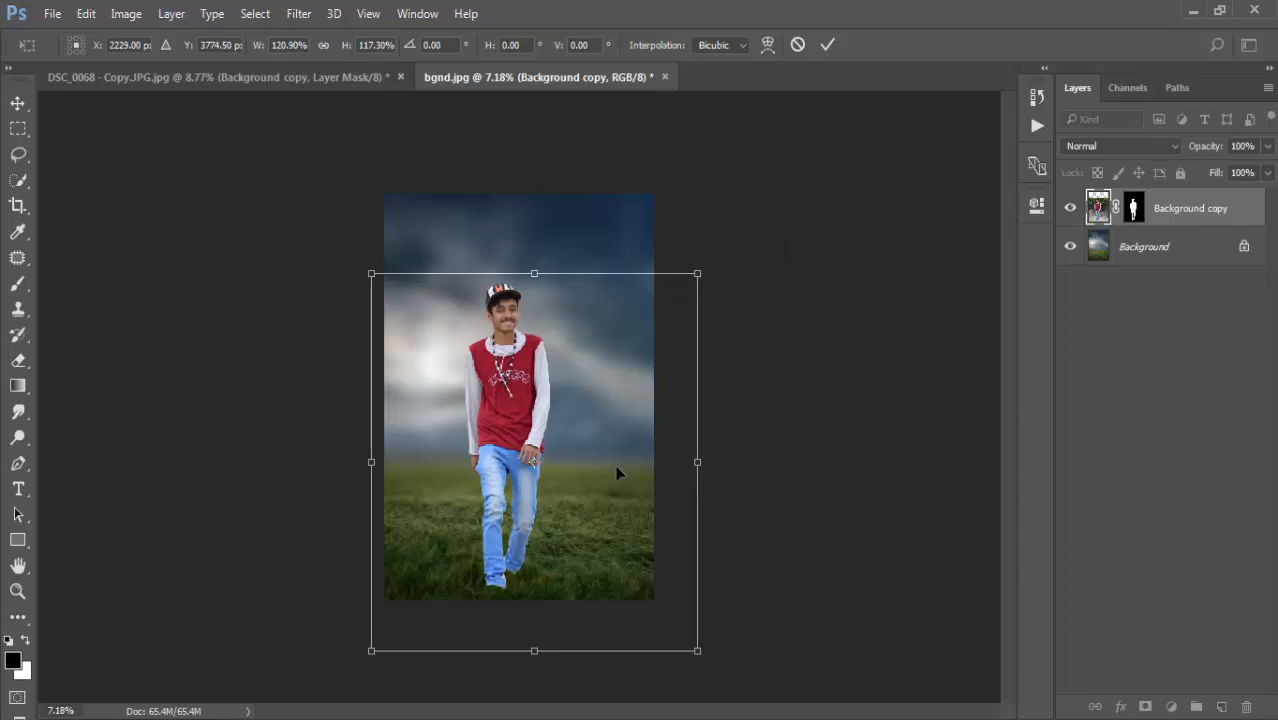 Ps File Edit Image Layer Type Select Filter 3D View Window Help
X: 2229.00 px Y: 3774.50 px W: 120.90% H: 117.30% 0.00 ° H: 0.00 ° V: 0.00 ° Interpolation: Bicubic
DSC_0068 - Copy.JPG.jpg @ 8.77% (Background copy, Layer Mask/8) * × bgnd.jpg @ 7.18% (Background copy, RGB/8) * ×
Layers Channels Paths
Kind
Normal Opacity: 100%
Locks: Fill: 100%
Background copy
Background
7.18% Doc: 65.4M/65.4M